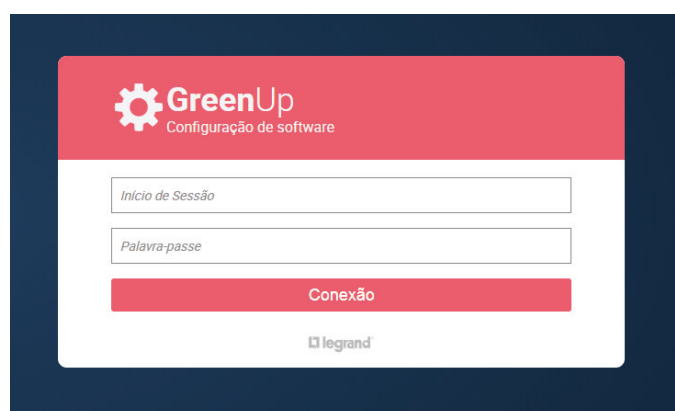 GreenUp
Configuração de software
Início de Sessão
Palavra-passe
Conexão
legrand